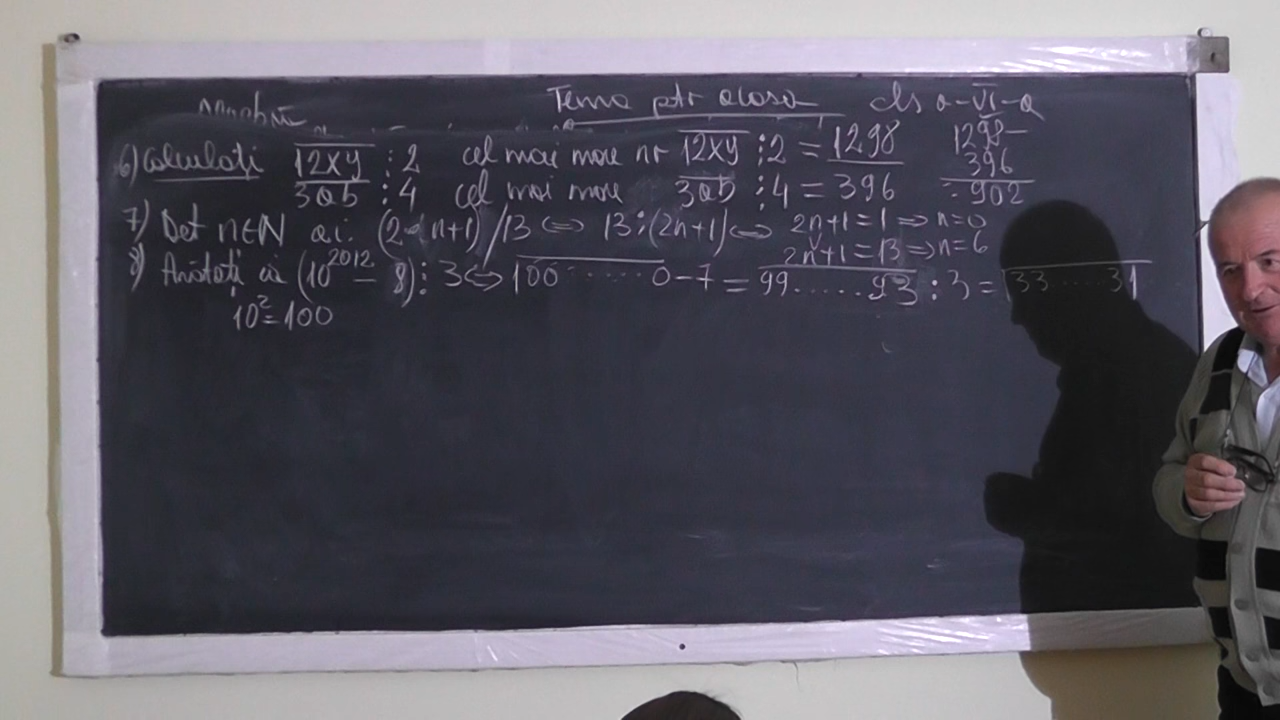 Tema ptr acasa cls a-VI-a
6) Calculați 12xy ⋮ 2 cel mai mare nr 12xy ⋮ 2 = 1298 1298-
3ab ⋮ 4 cel mai mare 3ab ⋮ 4 = 396 396
902
7) Det n∈N a.i. (2·n+1)/13 ⇔ 13⋮(2n+1) ⇔ 2n+1=1 ⇒ n=0
2n+1=13 ⇒ n=6
8) Arătați că (10^2012 - 8)⋮3 ⇔ 100......0-7 = 99......93 : 3 = 33.....31
10^2=100